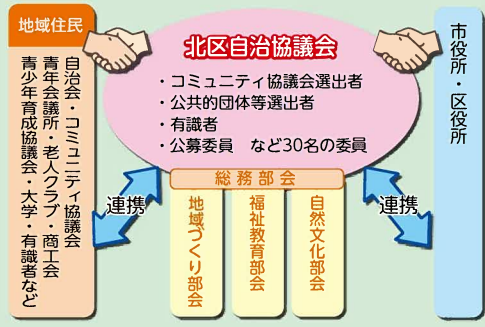 地域住民
自治会・コミュニティ協議会
青年会議所・老人クラブ・商工会
青少年育成協議会・大学・有識者など
北区自治協議会
・コミュニティ協議会選出者
・公共的団体等選出者
・有識者
・公募委員 など30名の委員
市役所・区役所
連携
連携
総務部会
地域づくり部会
福祉教育部会
自然文化部会